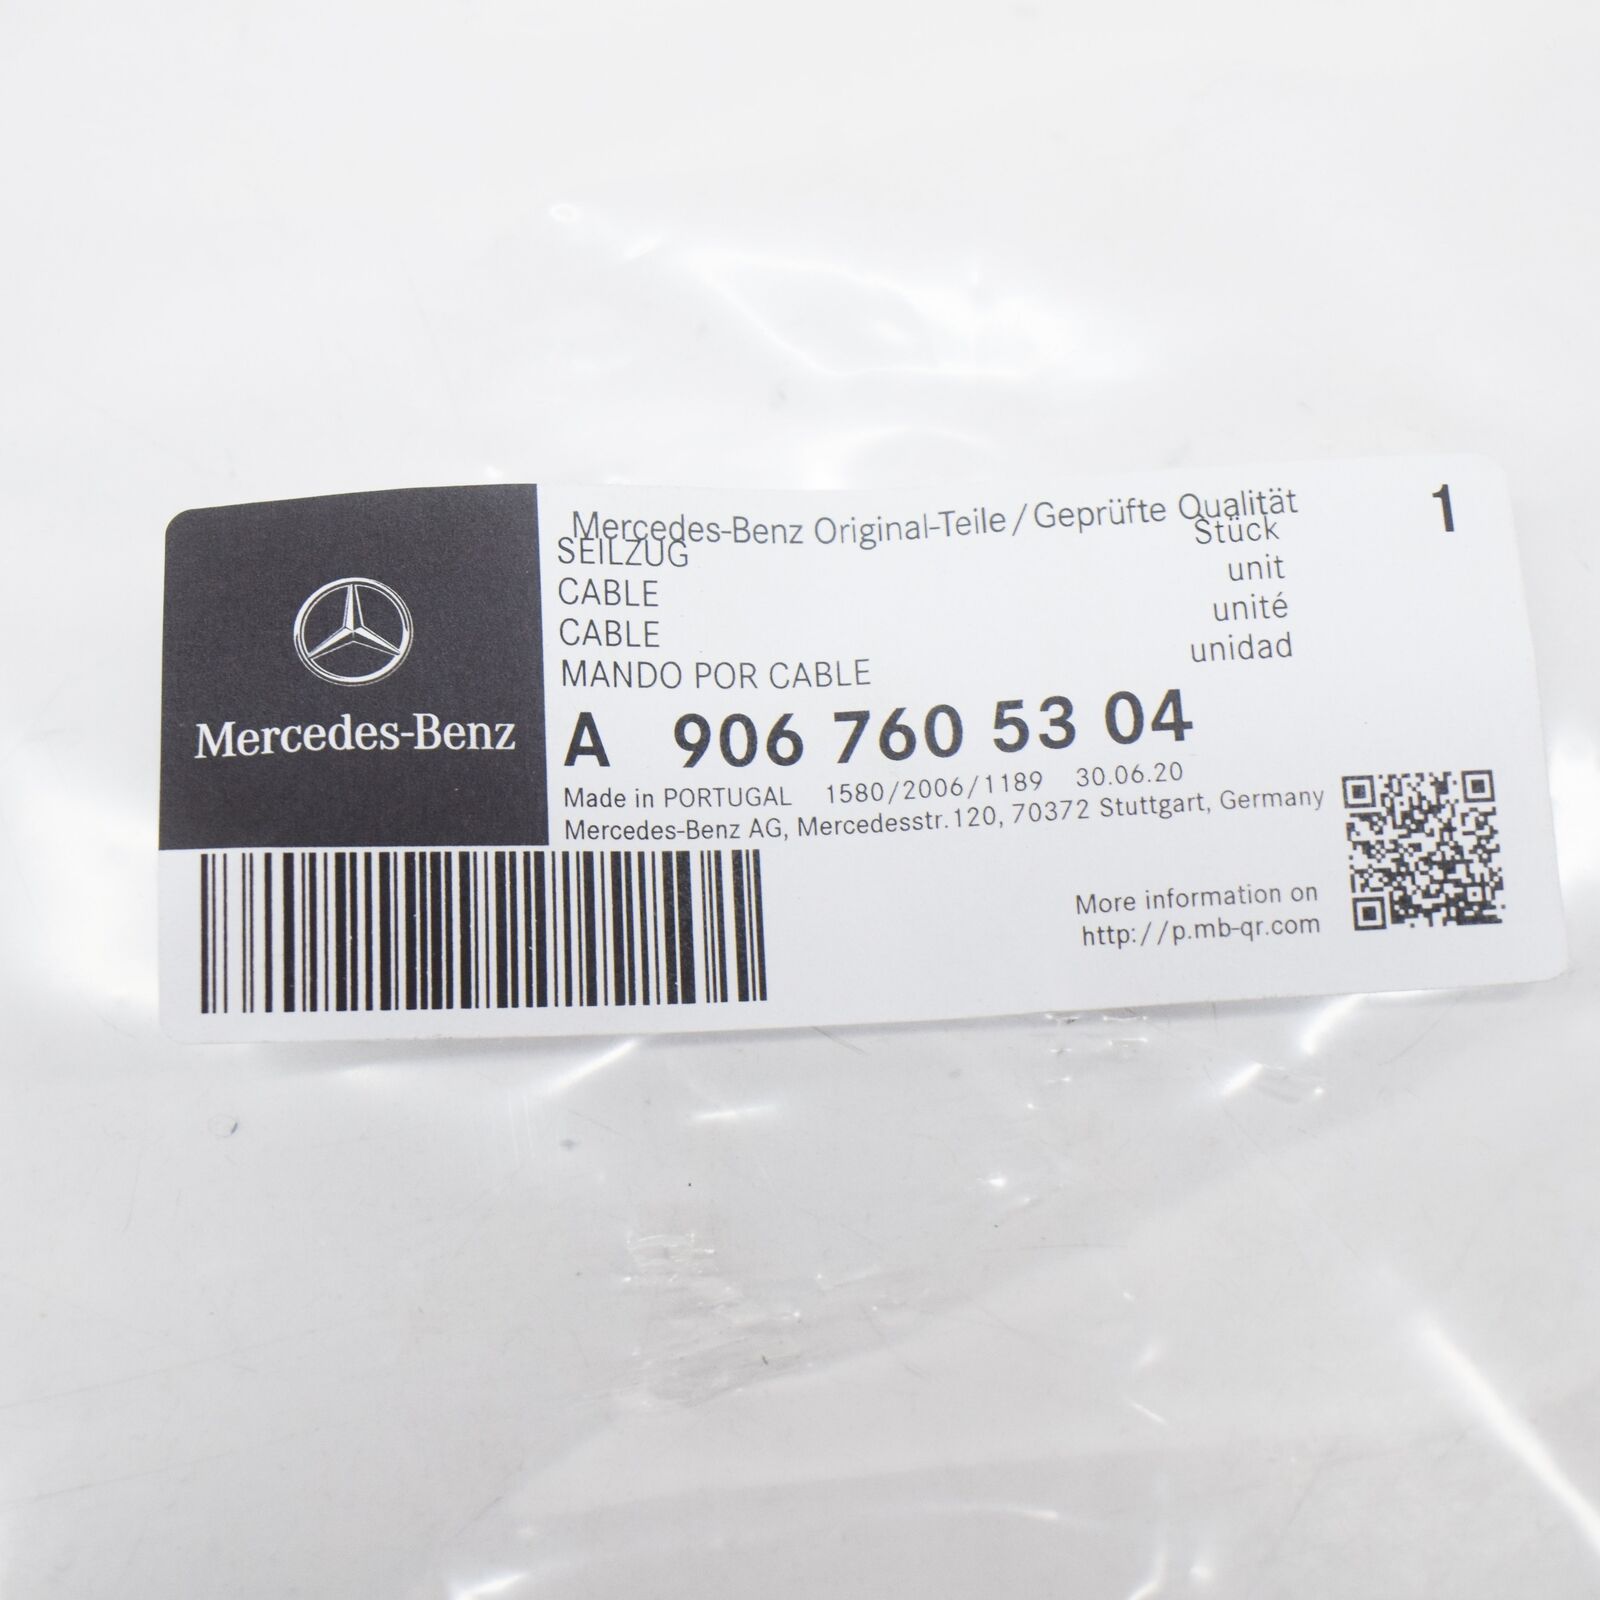 Mercedes-Benz Original-Teile / Geprüfte Qualität
1
SEILZUG Stück
CABLE unit
CABLE unité
MANDO POR CABLE unidad
Mercedes-Benz
A 906 760 53 04
Made in PORTUGAL 1580/2006/1189 30.06.20
Mercedes-Benz AG, Mercedesstr. 120, 70372 Stuttgart, Germany
More information on
http://p.mb-qr.com